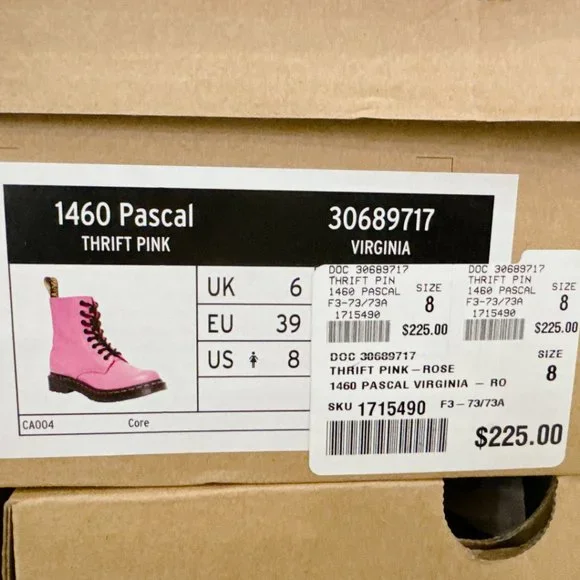 1460 Pascal
THRIFT PINK
30689717
VIRGINIA
UK 6
EU 39
US 8
CA004
Core
DOC 30689717
THRIFT PIN
1460 PASCAL
F3-73/73A
1715490
SIZE
8
$225.00
DOC 30689717
THRIFT PIN
1460 PASCAL
F3-73/73A
1715490
SIZE
8
$225.00
DOC 30689717
THRIFT PINK-ROSE
1460 PASCAL VIRGINIA - RO
SKU 1715490 F3-73/73A
SIZE
8
$225.00